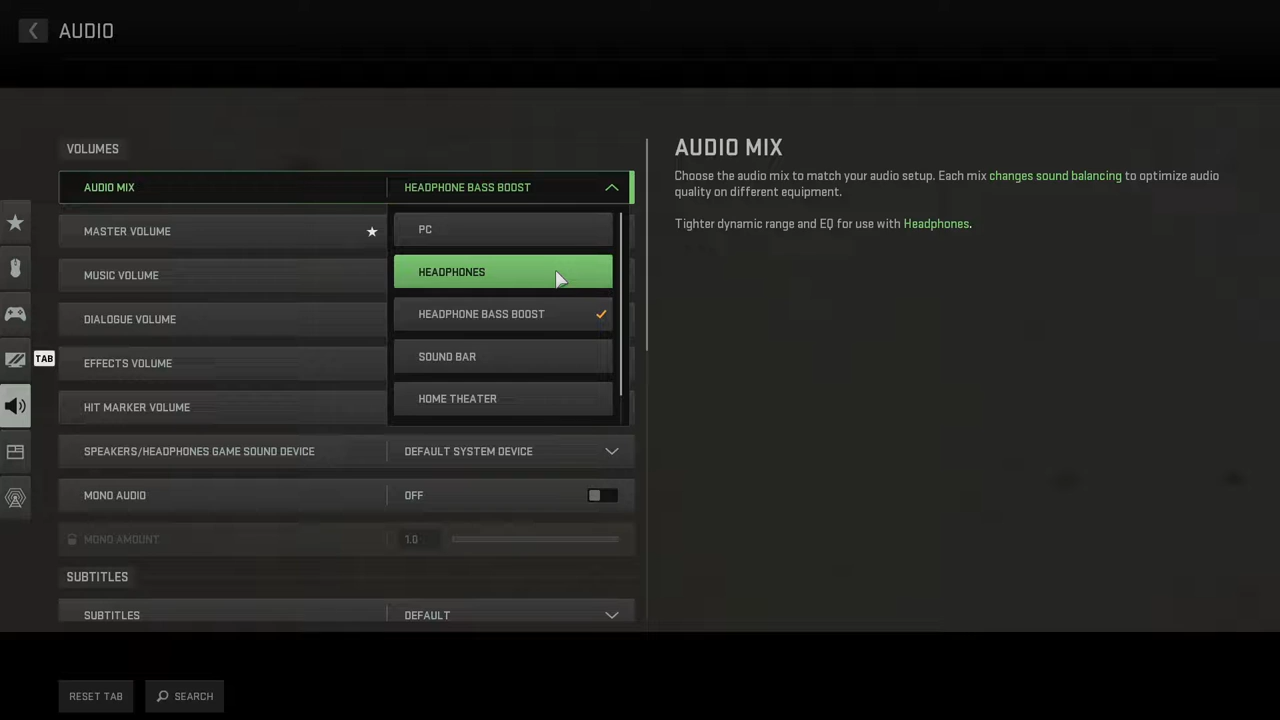 AUDIO
VOLUMES
AUDIO MIX
HEADPHONE BASS BOOST
PC
HEADPHONES
HEADPHONE BASS BOOST
SOUND BAR
HOME THEATER
MASTER VOLUME
MUSIC VOLUME
DIALOGUE VOLUME
EFFECTS VOLUME
HIT MARKER VOLUME
SPEAKERS/HEADPHONES GAME SOUND DEVICE
DEFAULT SYSTEM DEVICE
MONO AUDIO
OFF
MONO AMOUNT
1.0
SUBTITLES
SUBTITLES
DEFAULT
TAB
AUDIO MIX
Choose the audio mix to match your audio setup. Each mix changes sound balancing to optimize audio
quality on different equipment.
Tighter dynamic range and EQ for use with Headphones.
RESET TAB
SEARCH